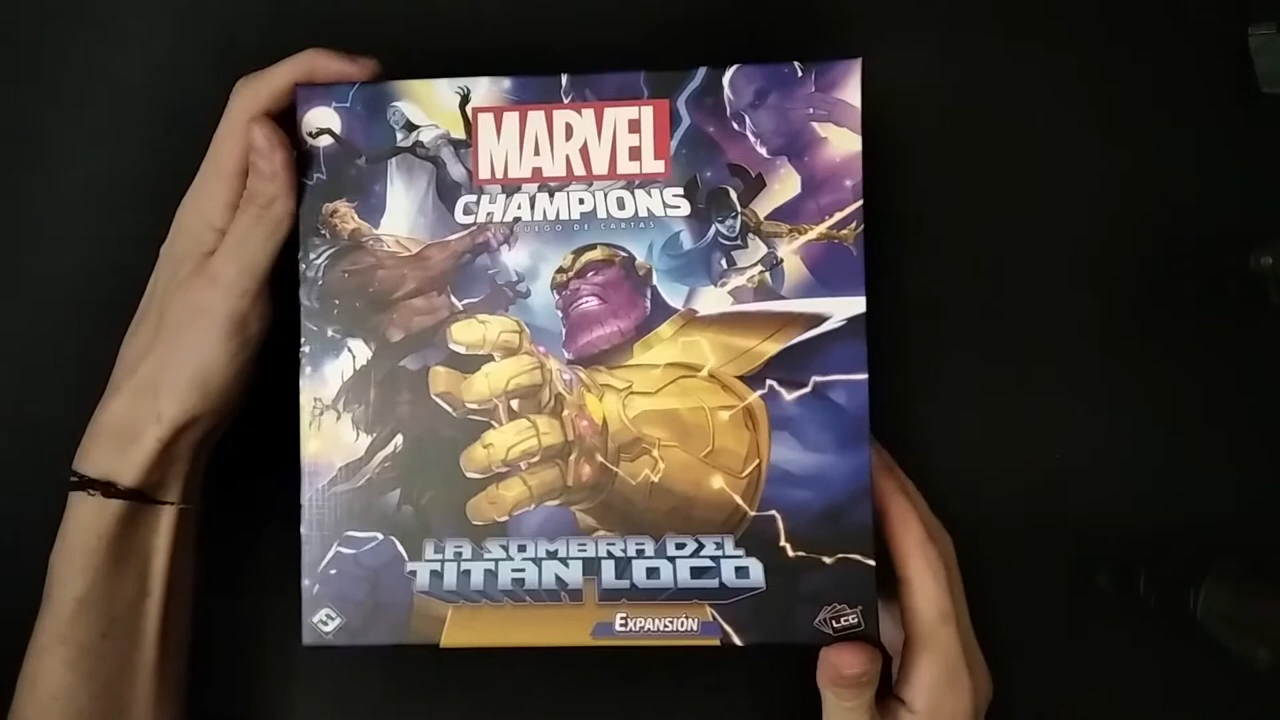 MARVEL
CHAMPIONS
EL JUEGO DE CARTAS
LA SOMBRA DEL
TITÁN LOCO
EXPANSIÓN
LCG